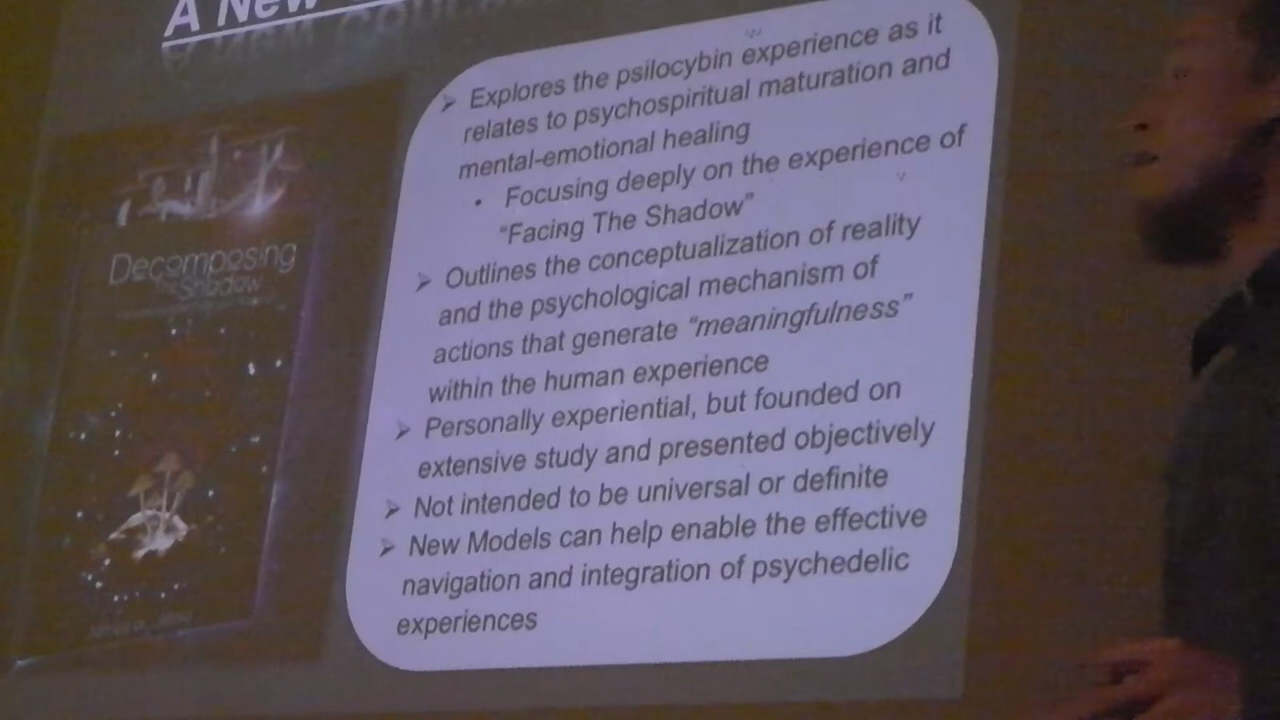 A New
➤ Explores the psilocybin experience as it
relates to psychospiritual maturation and
mental-emotional healing
• Focusing deeply on the experience of
“Facing The Shadow”
➤ Outlines the conceptualization of reality
and the psychological mechanism of
actions that generate “meaningfulness”
within the human experience
➤ Personally experiential, but founded on
extensive study and presented objectively
➤ Not intended to be universal or definite
➤ New Models can help enable the effective
navigation and integration of psychedelic
experiences
Decomposing
The Shadow